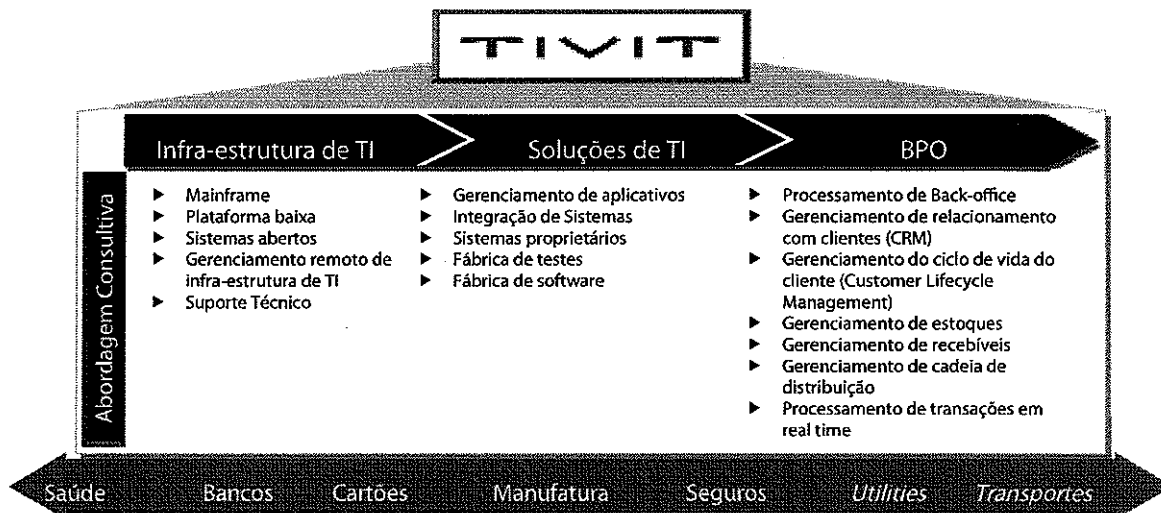 TIVIT
Infra-estrutura de TI
Soluções de TI
BPO
Abordagem Consultiva
Mainframe
Plataforma baixa
Sistemas abertos
Gerenciamento remoto de
infra-estrutura de TI
Suporte Técnico
Gerenciamento de aplicativos
Integração de Sistemas
Sistemas proprietários
Fábrica de testes
Fábrica de software
Processamento de Back-office
Gerenciamento de relacionamento
com clientes (CRM)
Gerenciamento do ciclo de vida do
cliente (Customer Lifecycle
Management)
Gerenciamento de estoques
Gerenciamento de recebíveis
Gerenciamento de cadeia de
distribuição
Processamento de transações em
real time
Saúde Bancos Cartões Manufatura Seguros Utilities Transportes